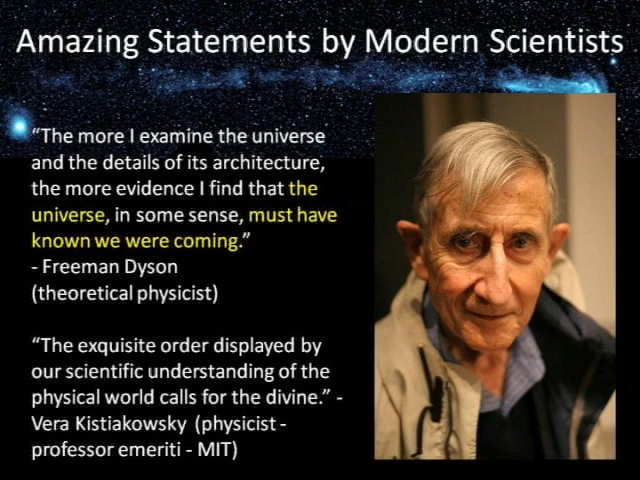 Amazing Statements by Modern Scientists
“The more I examine the universe
and the details of its architecture,
the more evidence I find that the
universe, in some sense, must have
known we were coming.”
- Freeman Dyson
(theoretical physicist)
“The exquisite order displayed by
our scientific understanding of the
physical world calls for the divine.” -
Vera Kistiakowsky (physicist -
professor emeriti - MIT)